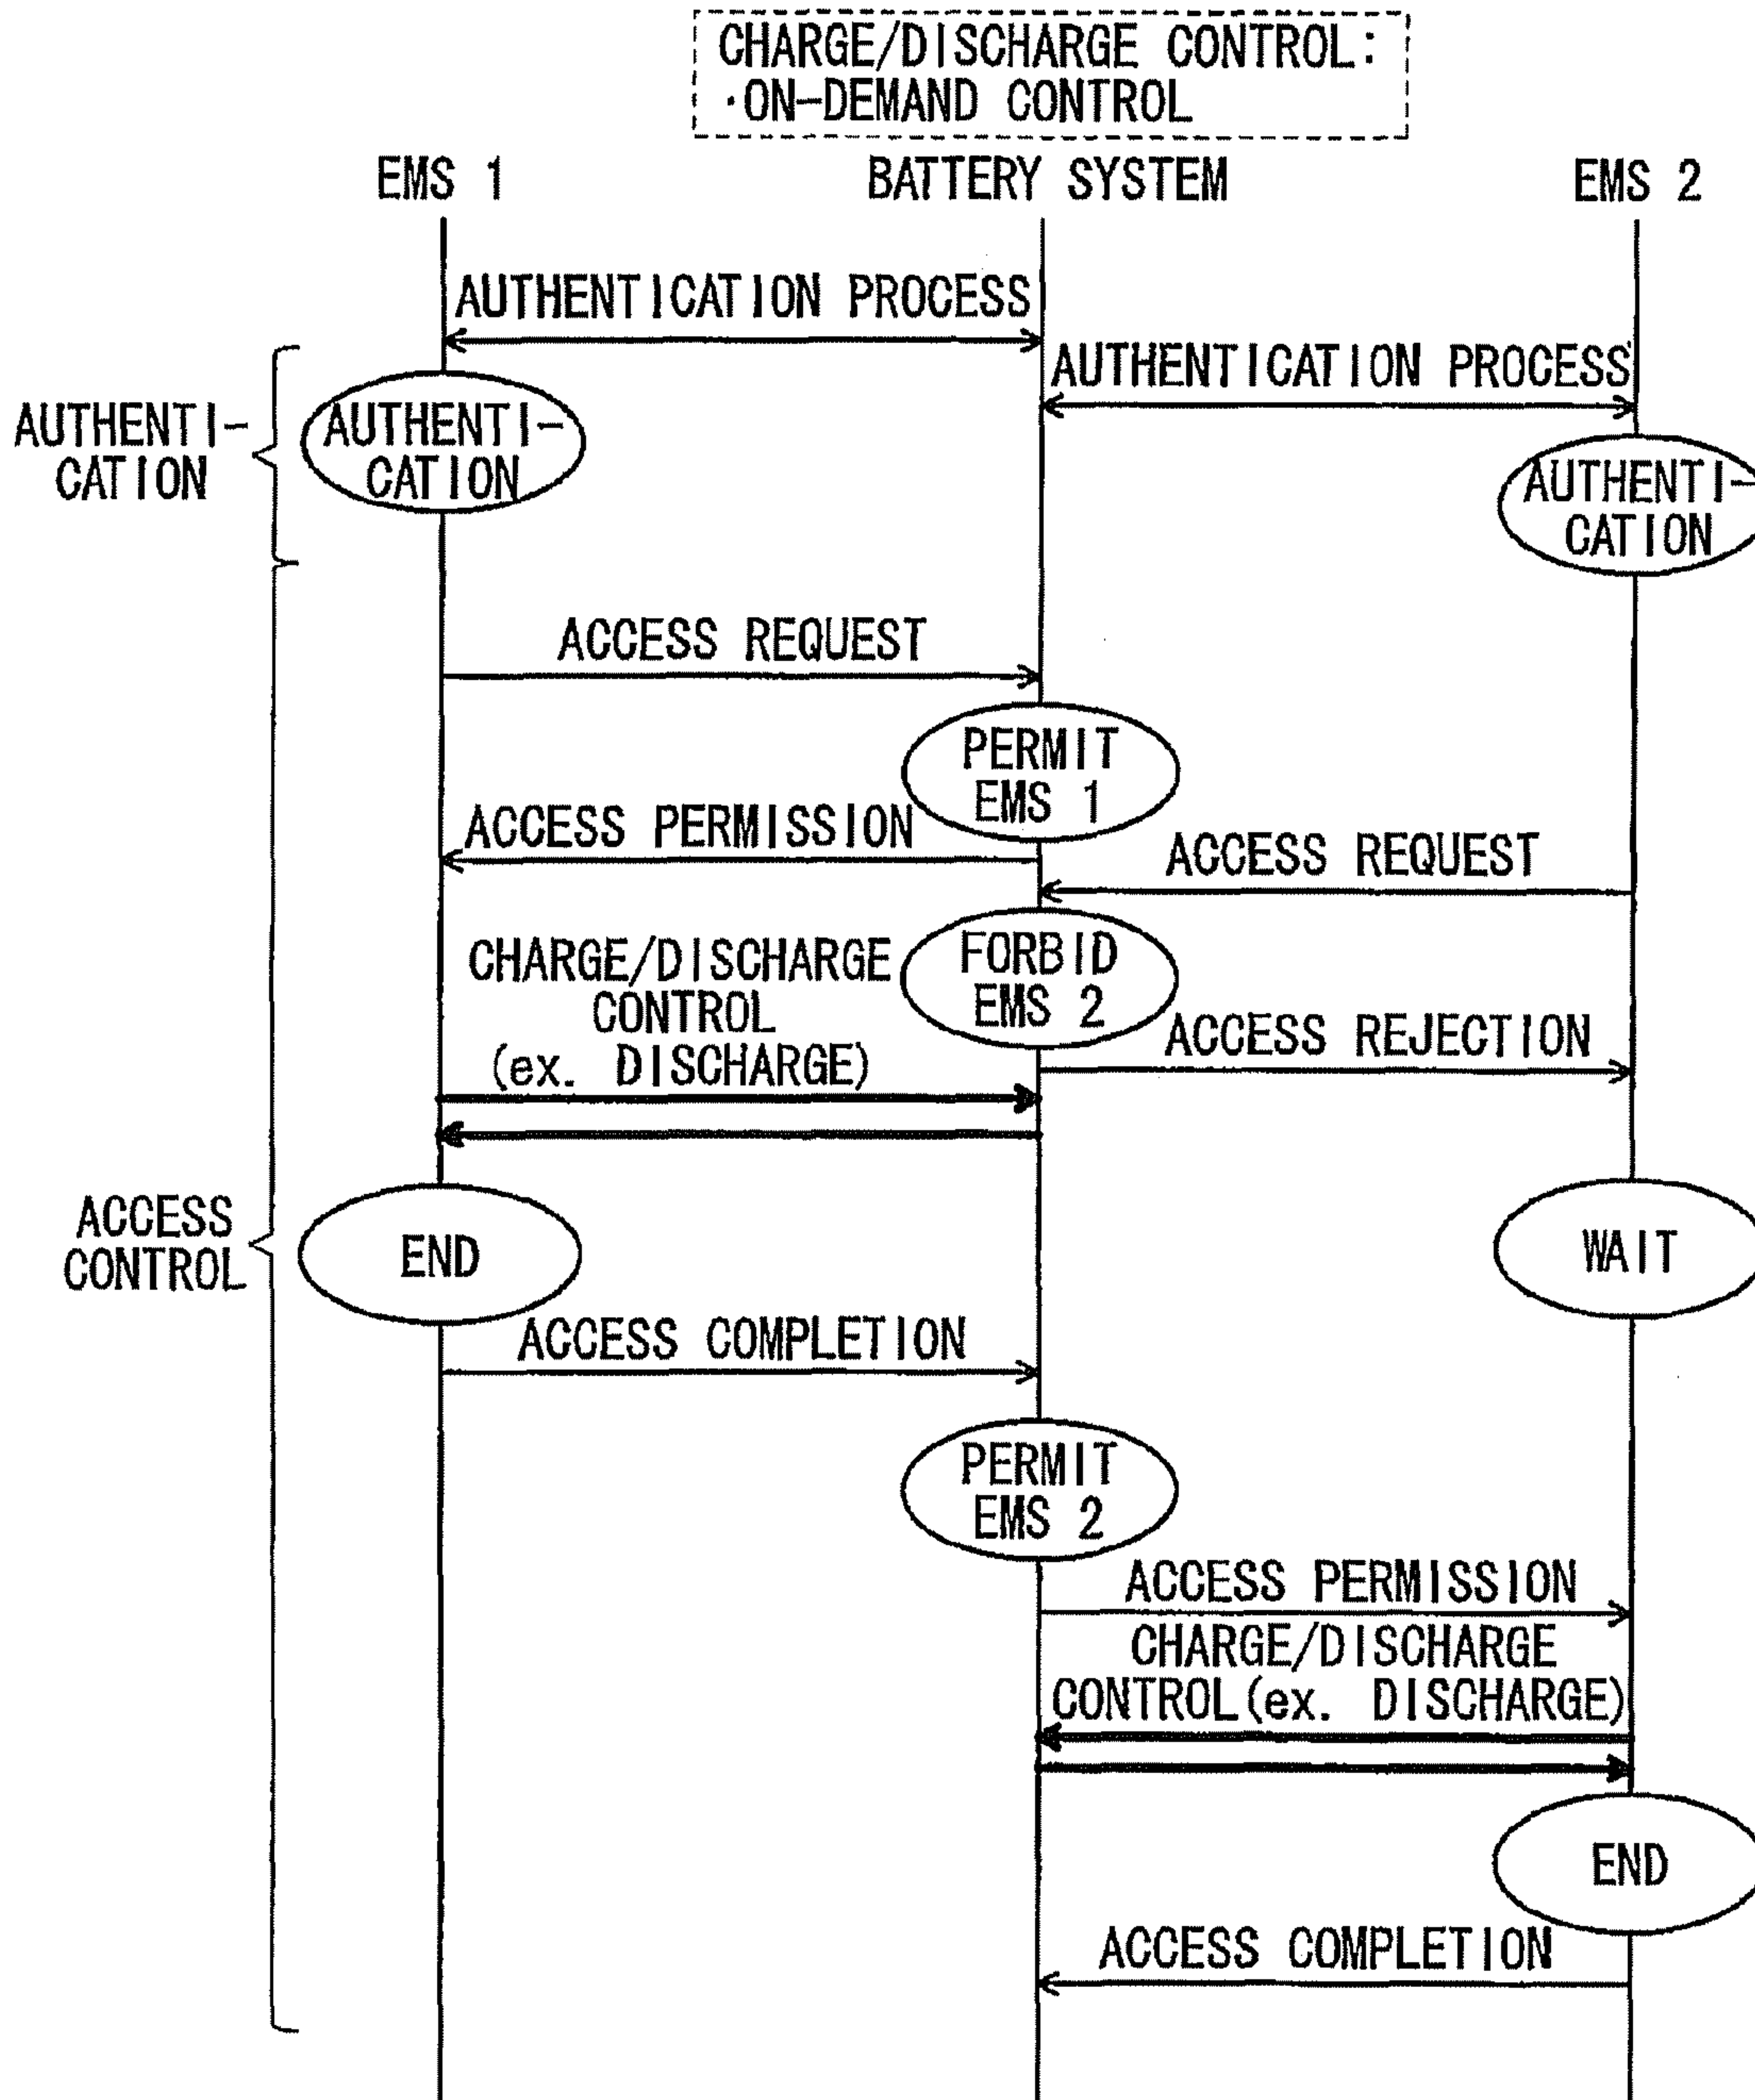 CHARGE/DISCHARGE CONTROL:
・ON-DEMAND CONTROL
EMS 1
BATTERY SYSTEM
EMS 2
AUTHENTICATION PROCESS
AUTHENTICATION PROCESS
AUTHENTI-
CATION
AUTHENTI-
CATION
AUTHENTI-
CATION
ACCESS REQUEST
PERMIT
EMS 1
ACCESS PERMISSION
ACCESS REQUEST
FORBID
EMS 2
CHARGE/DISCHARGE
CONTROL
(ex. DISCHARGE)
ACCESS REJECTION
ACCESS
CONTROL
END
WAIT
ACCESS COMPLETION
PERMIT
EMS 2
ACCESS PERMISSION
CHARGE/DISCHARGE
CONTROL(ex. DISCHARGE)
END
ACCESS COMPLETION